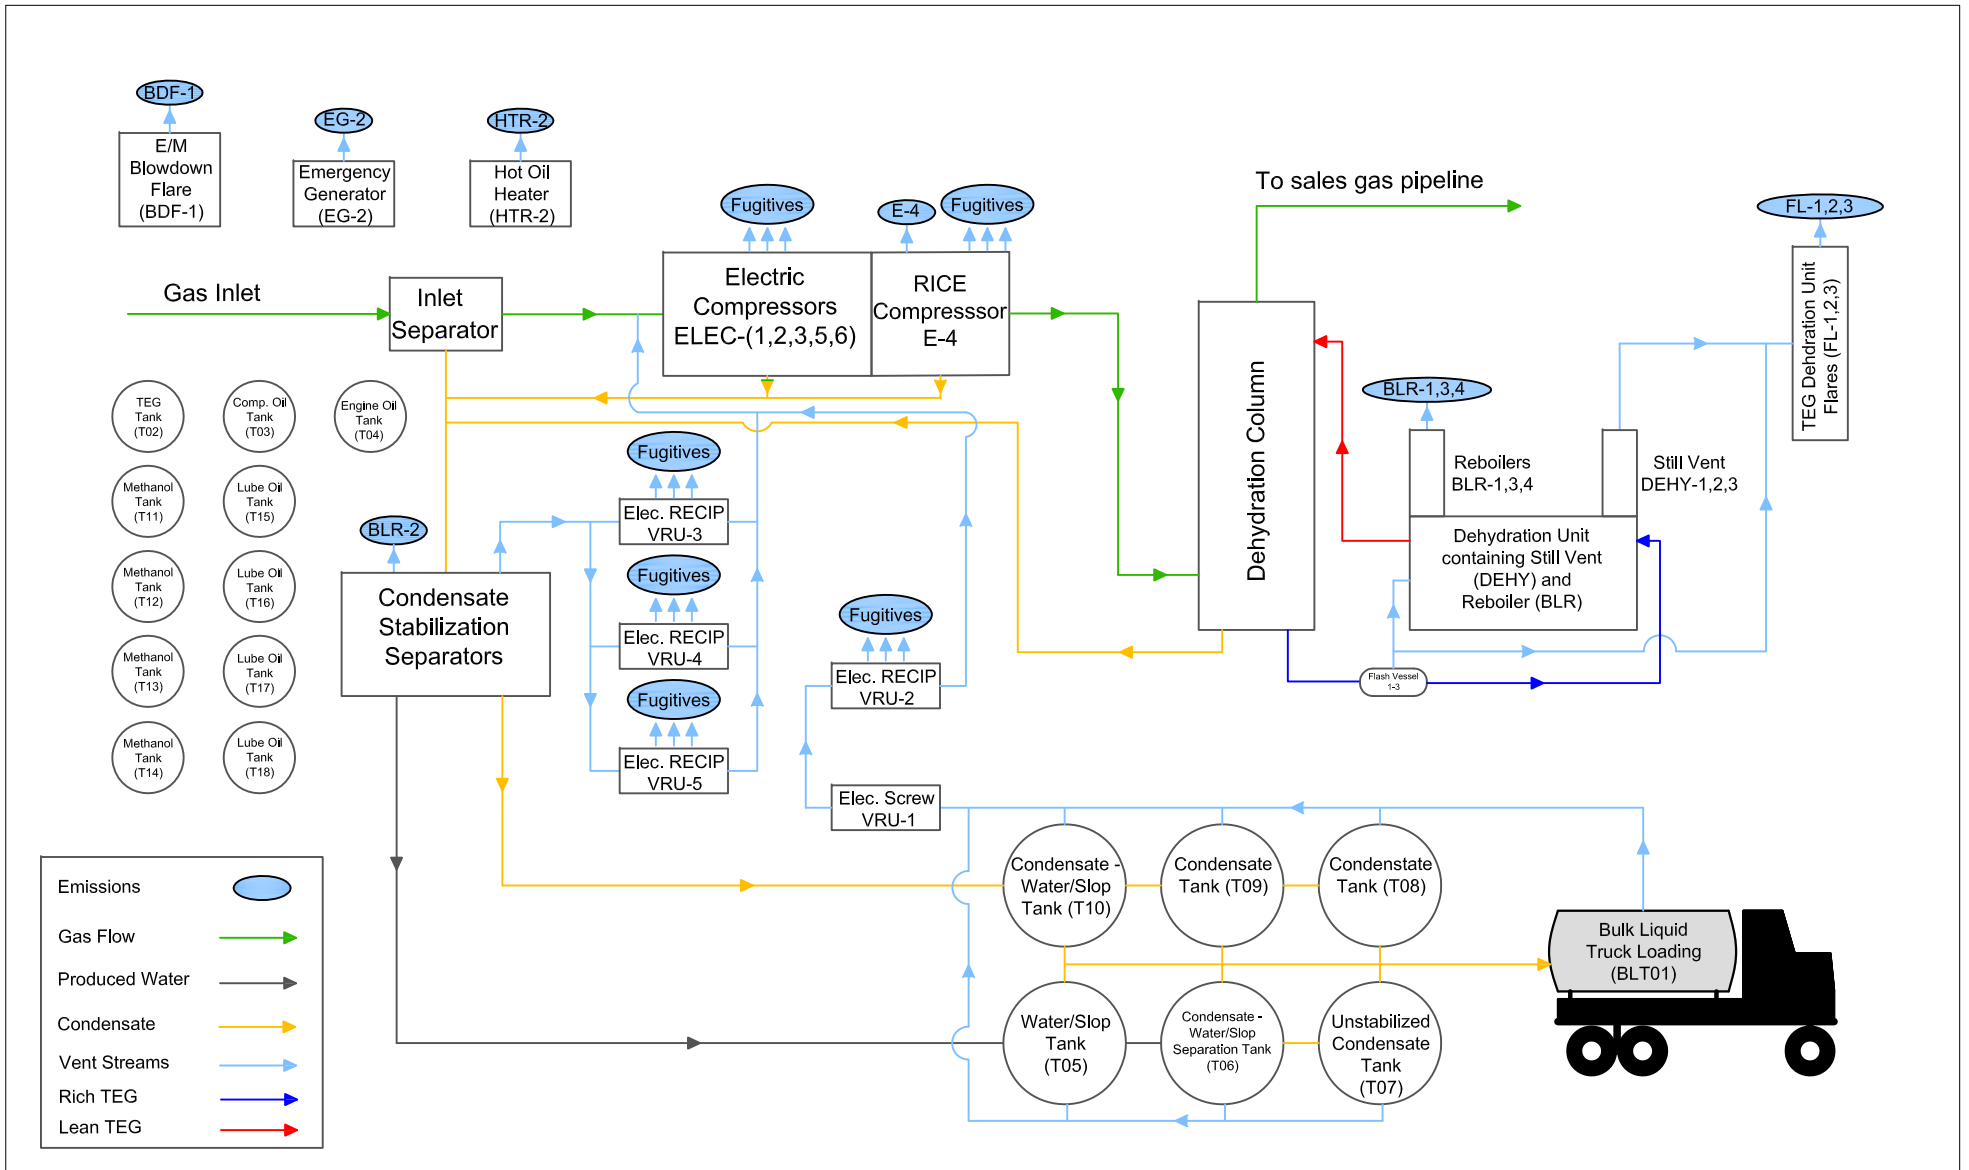 BDF-1
E/M
Blowdown
Flare
(BDF-1)
EG-2
Emergency
Generator
(EG-2)
HTR-2
Hot Oil
Heater
(HTR-2)
Fugitives
E-4
Fugitives
To sales gas pipeline
FL-1,2,3
TEG Dehdration Unit
Flares (FL-1,2,3)
Gas Inlet
Inlet
Separator
Electric
Compressors
ELEC-(1,2,3,5,6)
RICE
Compresssor
E-4
Dehydration Column
BLR-1,3,4
Reboilers
BLR-1,3,4
Still Vent
DEHY-1,2,3
Dehydration Unit
containing Still Vent
(DEHY) and
Reboiler (BLR)
Flash Vessel
1-3
TEG
Tank
(T02)
Comp. Oil
Tank
(T03)
Engine Oil
Tank
(T04)
Methanol
Tank
(T11)
Lube Oil
Tank
(T15)
Methanol
Tank
(T12)
Lube Oil
Tank
(T16)
Methanol
Tank
(T13)
Lube Oil
Tank
(T17)
Methanol
Tank
(T14)
Lube Oil
Tank
(T18)
BLR-2
Condensate
Stabilization
Separators
Fugitives
Elec. RECIP
VRU-3
Fugitives
Elec. RECIP
VRU-4
Fugitives
Elec. RECIP
VRU-5
Fugitives
Elec. RECIP
VRU-2
Elec. Screw
VRU-1
Condensate -
Water/Slop
Tank (T10)
Condensate
Tank (T09)
Condenstate
Tank (T08)
Water/Slop
Tank
(T05)
Condensate -
Water/Slop
Separation Tank
(T06)
Unstabilized
Condensate
Tank
(T07)
Bulk Liquid
Truck Loading
(BLT01)
Emissions
Gas Flow
Produced Water
Condensate
Vent Streams
Rich TEG
Lean TEG